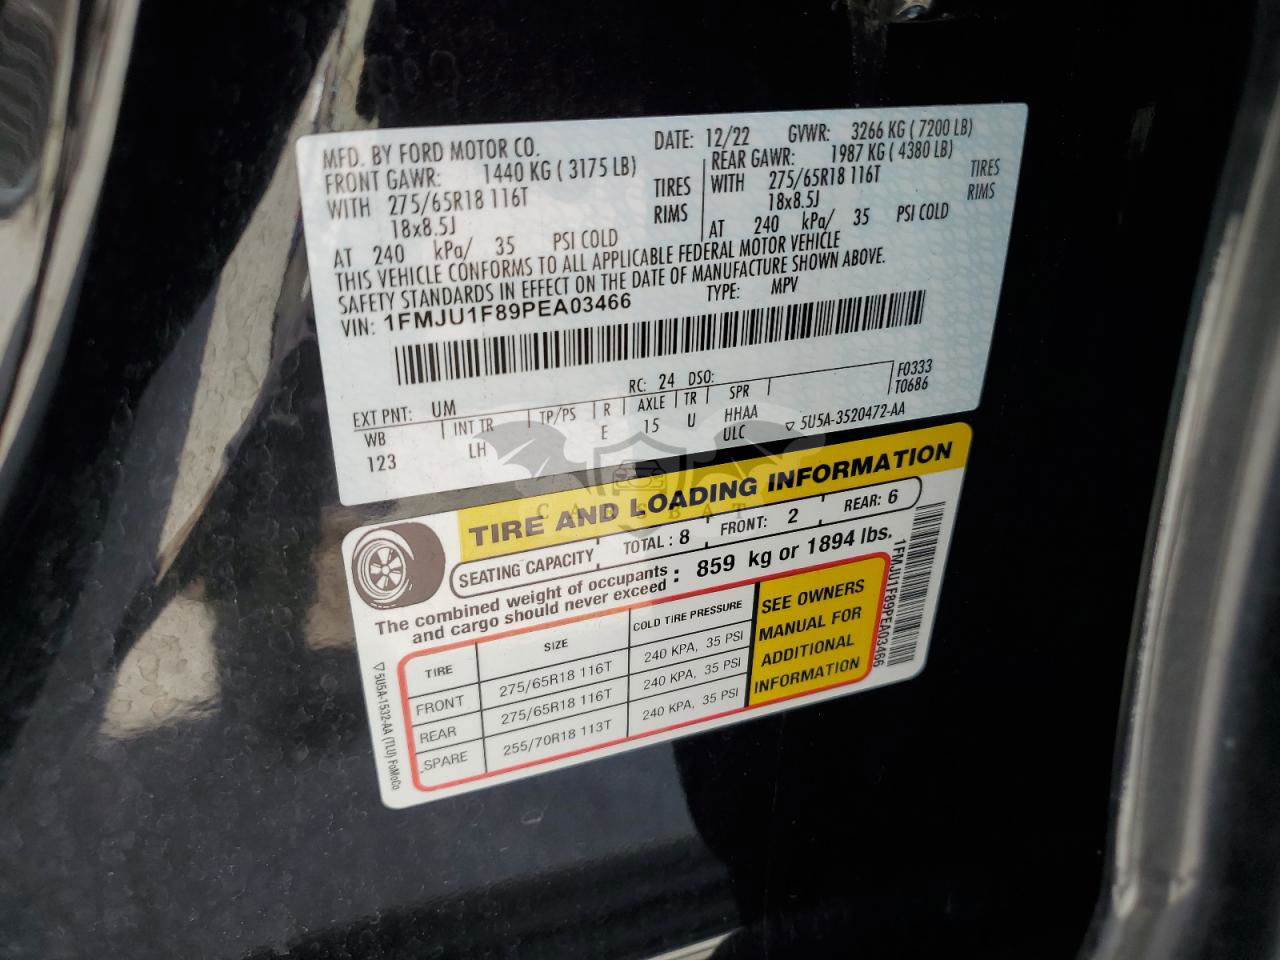 MFD. BY FORD MOTOR CO. DATE: 12/22 GVWR: 3266 KG ( 7200 LB)
FRONT GAWR: 1440 KG ( 3175 LB) REAR GAWR: 1987 KG ( 4380 LB)
WITH 275/65R18 116T TIRES WITH 275/65R18 116T TIRES
18x8.5J RIMS 18x8.5J RIMS
AT 240 kPa/ 35 PSI COLD AT 240 kPa/ 35 PSI COLD
THIS VEHICLE CONFORMS TO ALL APPLICABLE FEDERAL MOTOR VEHICLE
SAFETY STANDARDS IN EFFECT ON THE DATE OF MANUFACTURE SHOWN ABOVE.
VIN: 1FMJU1F89PEA03466 TYPE: MPV
EXT PNT: UM RC: 24 DSO: F0333
WB INT TR TP/PS R AXLE TR SPR T0686
123 LH E 15 U HHAA
ULC 5U5A-3520472-AA
CARSBAT
TIRE AND LOADING INFORMATION
SEATING CAPACITY TOTAL : 8 FRONT: 2 REAR: 6
The combined weight of occupants
and cargo should never exceed : 859 kg or 1894 lbs.
TIRE SIZE COLD TIRE PRESSURE
FRONT 275/65R18 116T 240 KPA, 35 PSI
REAR 275/65R18 116T 240 KPA, 35 PSI
SPARE 255/70R18 113T 240 KPA, 35 PSI
SEE OWNERS
MANUAL FOR
ADDITIONAL
INFORMATION
1FMJU1F89PEA03466
5U5A-1532-AA (TLU) FoMoCo